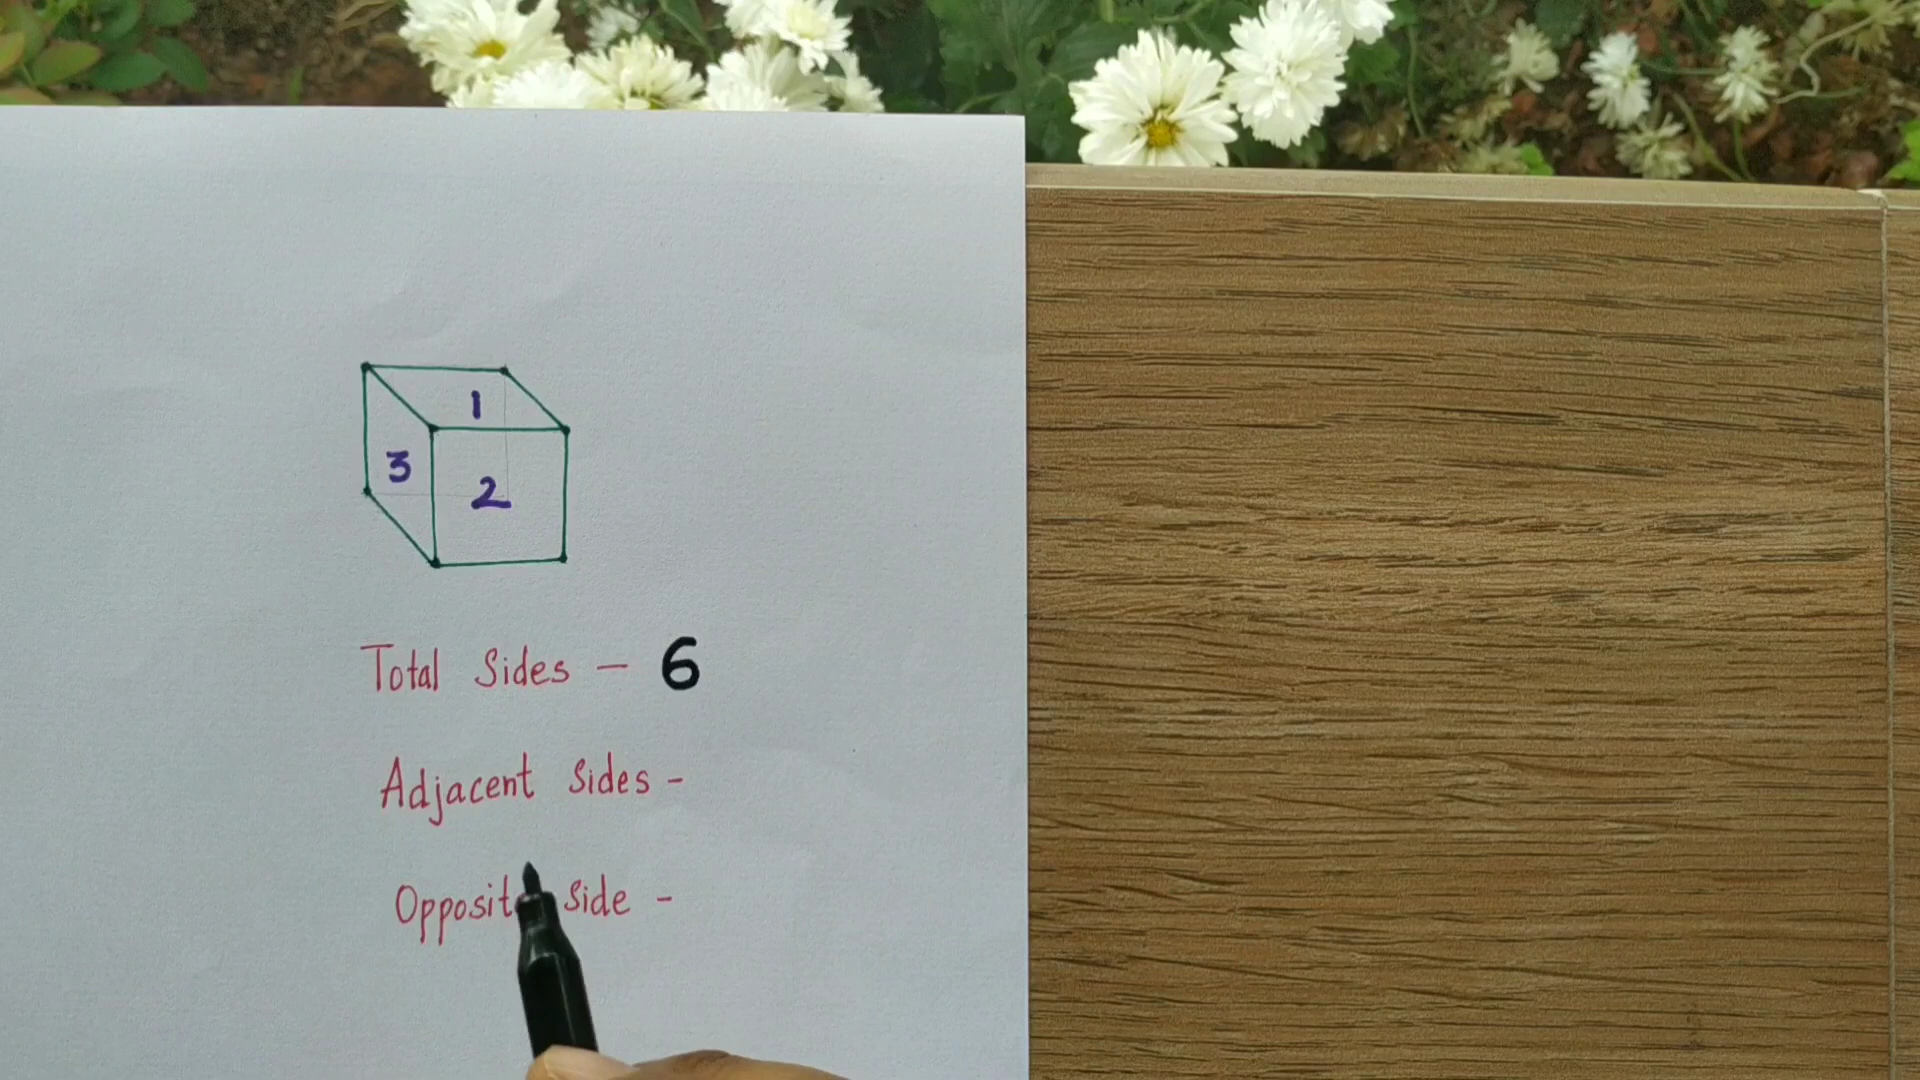 1
3
2
Total Sides - 6
Adjacent Sides -
Opposite Side -